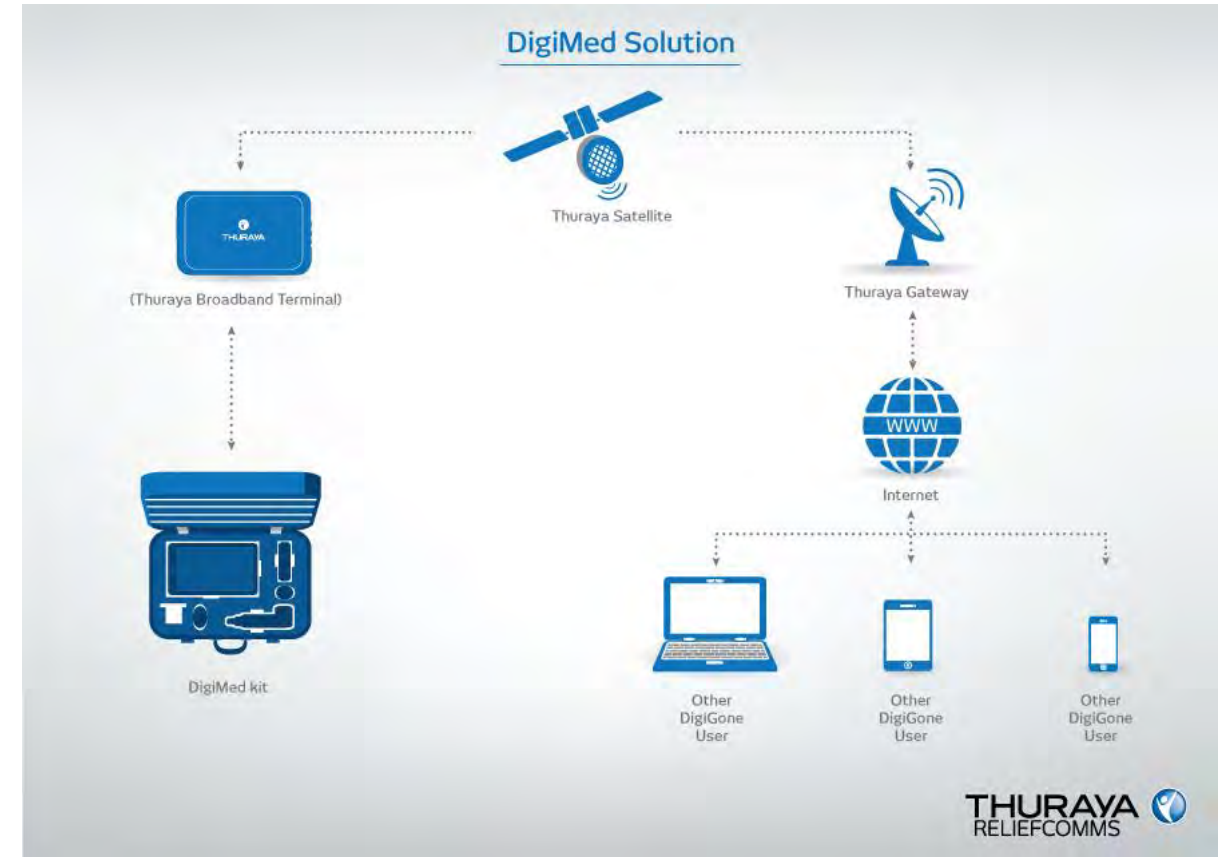 DigiMed Solution
Thuraya Satellite
THURAYA
(Thuraya Broadband Terminal)
Thuraya Gateway
WWW
Internet
DigiMed kit
Other
DigiGone
User
Other
DigiGone
User
Other
DigiGone
User
THURAYA
RELIEFCOMMS